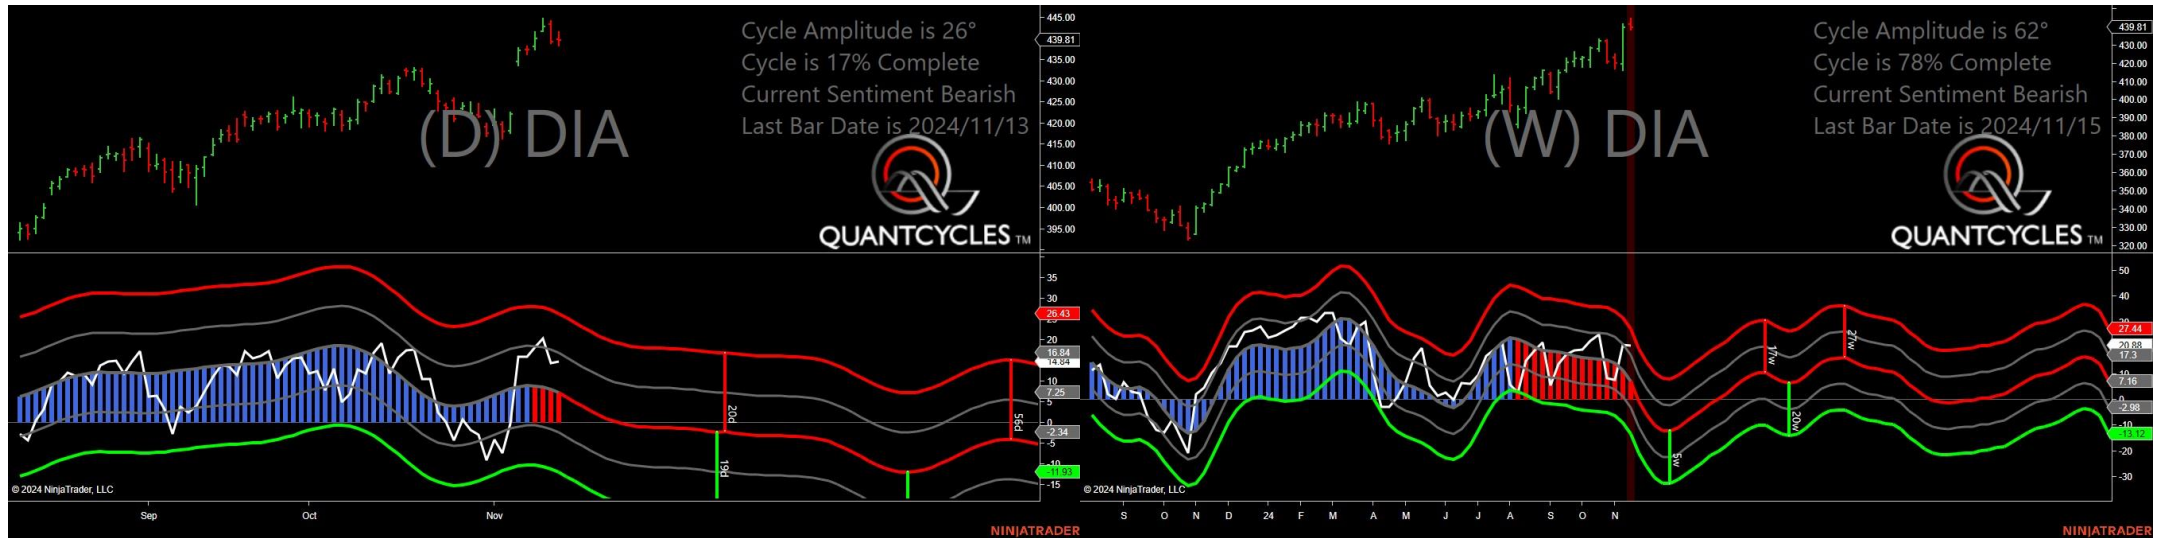 Cycle Amplitude is 26°
Cycle is 17% Complete
Current Sentiment Bearish
Last Bar Date is 2024/11/13
(D) DIA
QUANTCYCLES TM
445.00
439.81
435.00
430.00
425.00
420.00
415.00
410.00
405.00
400.00
395.00
35
30
26.43
20
16.84
14.84
10
7.25
5
0
-2.34
-5
-10
-11.93
-15
20d
19d
56d
© 2024 NinjaTrader, LLC
Sep
Oct
Nov
NINJATRADER
Cycle Amplitude is 62°
Cycle is 78% Complete
Current Sentiment Bearish
Last Bar Date is 2024/11/15
(W) DIA
QUANTCYCLES TM
439.81
430.00
420.00
410.00
400.00
390.00
380.00
370.00
360.00
350.00
340.00
330.00
320.00
50
40
27.44
20.88
17.3
7.16
0
-2.98
-10
-13.12
-20
-30
17w
27w
20w
5w
© 2024 NinjaTrader, LLC
S
O
N
D
24
F
M
A
M
J
J
A
S
O
N
NINJATRADER